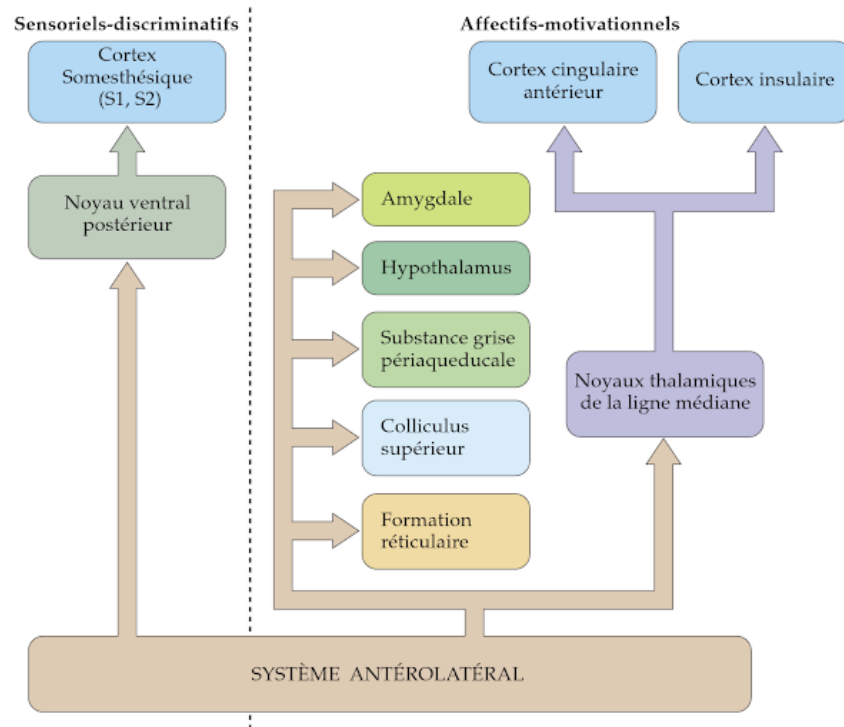 Sensoriels-discriminatifs
Affectifs-motivationnels
Cortex
Somesthésique
(S1, S2)
Cortex cingulaire
antérieur
Cortex insulaire
Noyau ventral
postérieur
Amygdale
Hypothalamus
Substance grise
périaqueducale
Noyaux thalamiques
de la ligne médiane
Colliculus
supérieur
Formation
réticulaire
SYSTÈME ANTÉROLATÉRAL